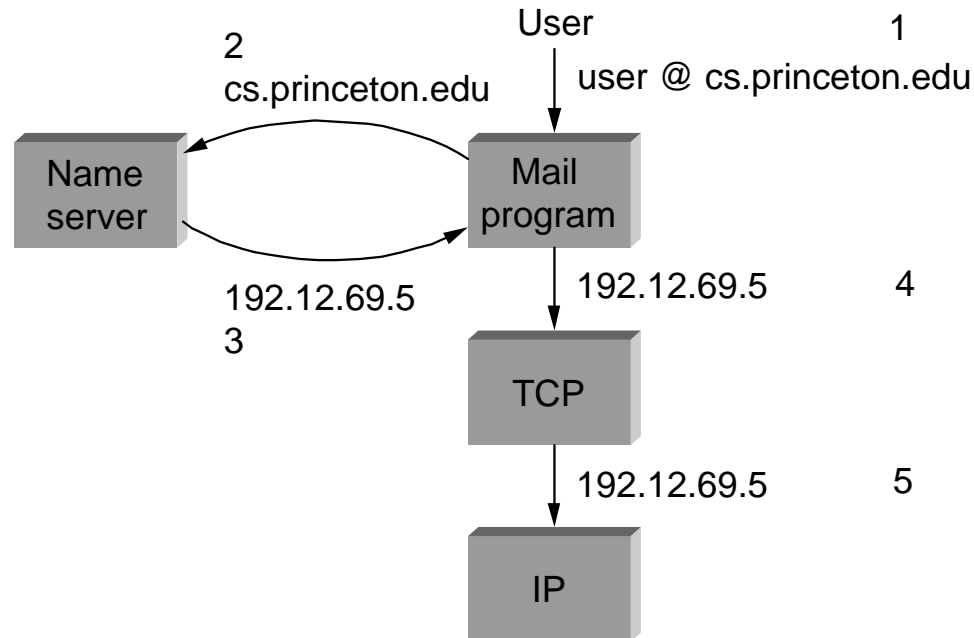 User
1
user @ cs.princeton.edu
2
cs.princeton.edu
Name
server
Mail
program
192.12.69.5
3
192.12.69.5
4
TCP
192.12.69.5
5
IP